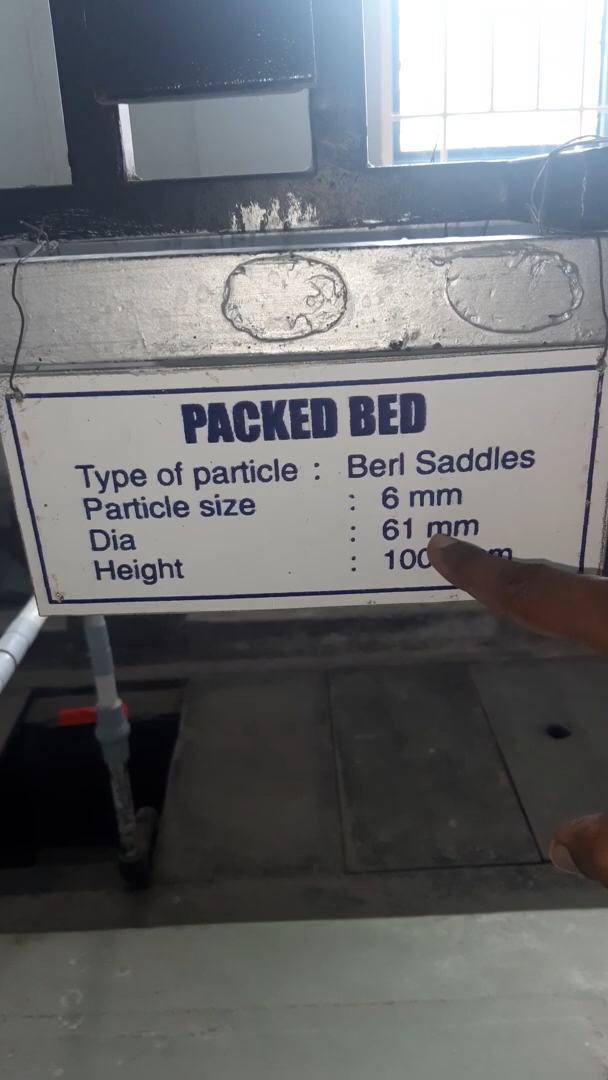 PACKED BED
Type of particle : Berl Saddles
Particle size : 6 mm
Dia : 61 mm
Height :